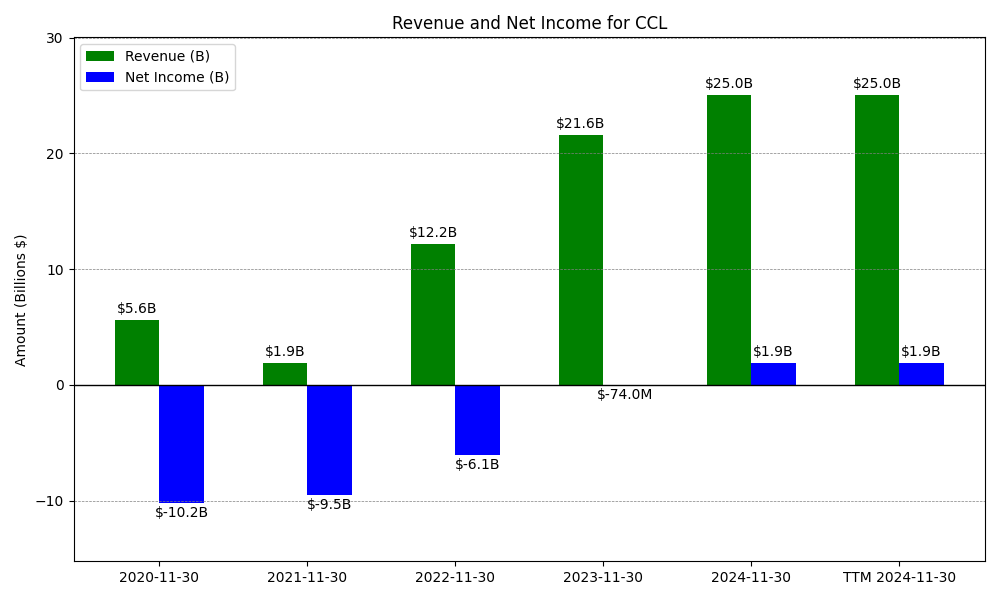 Revenue and Net Income for CCL
Revenue (B)
Net Income (B)
Amount (Billions $)
30
20
10
0
−10
$5.6B
$1.9B
$12.2B
$21.6B
$25.0B
$25.0B
$-10.2B
$-9.5B
$-6.1B
$-74.0M
$1.9B
$1.9B
2020-11-30
2021-11-30
2022-11-30
2023-11-30
2024-11-30
TTM 2024-11-30